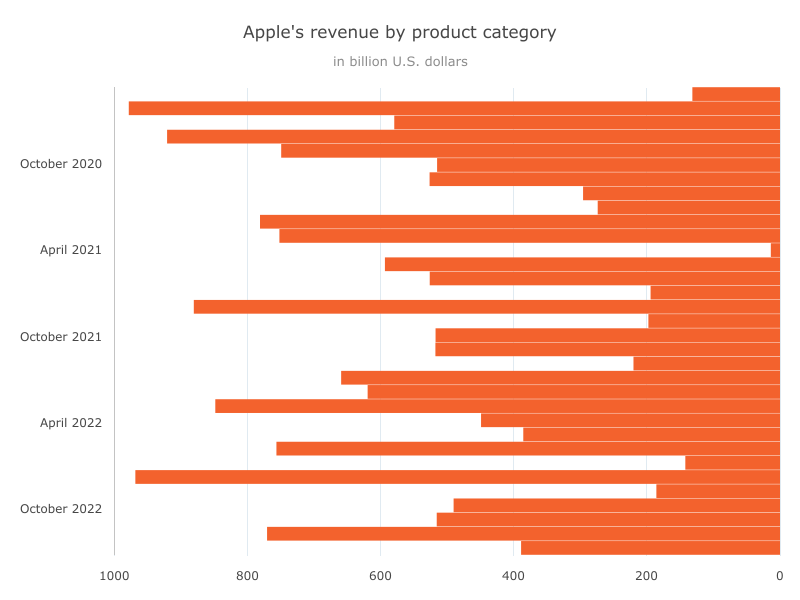 Apple's revenue by product category
in billion U.S. dollars
October 2020
April 2021
October 2021
April 2022
October 2022
1000 800 600 400 200 0